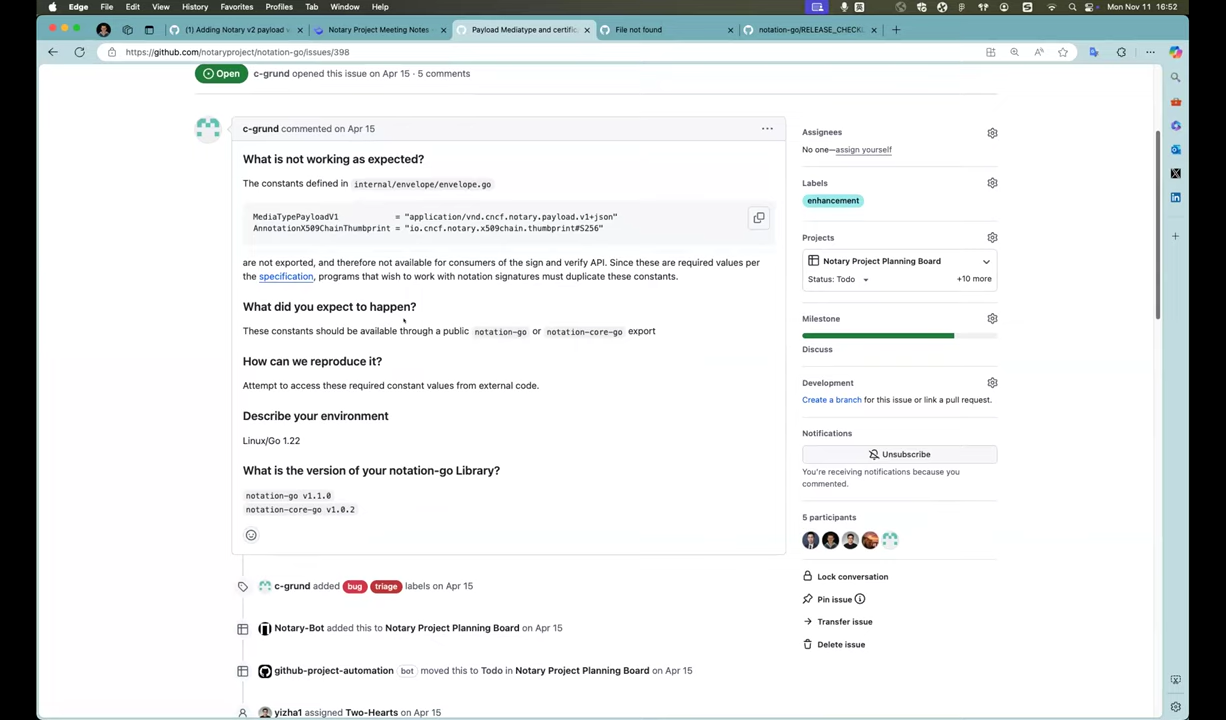 Edge File Edit View History Favorites Profiles Tab Window Help Mon Nov 11 16:52
(1) Adding Notary v2 payload v Notary Project Meeting Notes Payload Mediatype and certific File not found notation-go/RELEASE_CHECKL
https://github.com/notaryproject/notation-go/issues/398
Open c-grund opened this issue on Apr 15 · 5 comments
c-grund commented on Apr 15
What is not working as expected?
The constants defined in internal/envelope/envelope.go
MediaTypePayloadV1 = "application/vnd.cncf.notary.payload.v1+json"
AnnotationX509ChainThumbprint = "io.cncf.notary.x509chain.thumbprint#S256"
are not exported, and therefore not available for consumers of the sign and verify API. Since these are required values per
the specification, programs that wish to work with notation signatures must duplicate these constants.
What did you expect to happen?
These constants should be available through a public notation-go or notation-core-go export
How can we reproduce it?
Attempt to access these required constant values from external code.
Describe your environment
Linux/Go 1.22
What is the version of your notation-go Library?
notation-go v1.1.0
notation-core-go v1.0.2
c-grund added bug triage labels on Apr 15
Notary-Bot added this to Notary Project Planning Board on Apr 15
github-project-automation bot moved this to Todo in Notary Project Planning Board on Apr 15
yizha1 assigned Two-Hearts on Apr 15
Assignees
No one—assign yourself
Labels
enhancement
Projects
Notary Project Planning Board
Status: Todo +10 more
Milestone
Discuss
Development
Create a branch for this issue or link a pull request.
Notifications
Unsubscribe
You're receiving notifications because you
commented.
5 participants
Lock conversation
Pin issue
Transfer issue
Delete issue